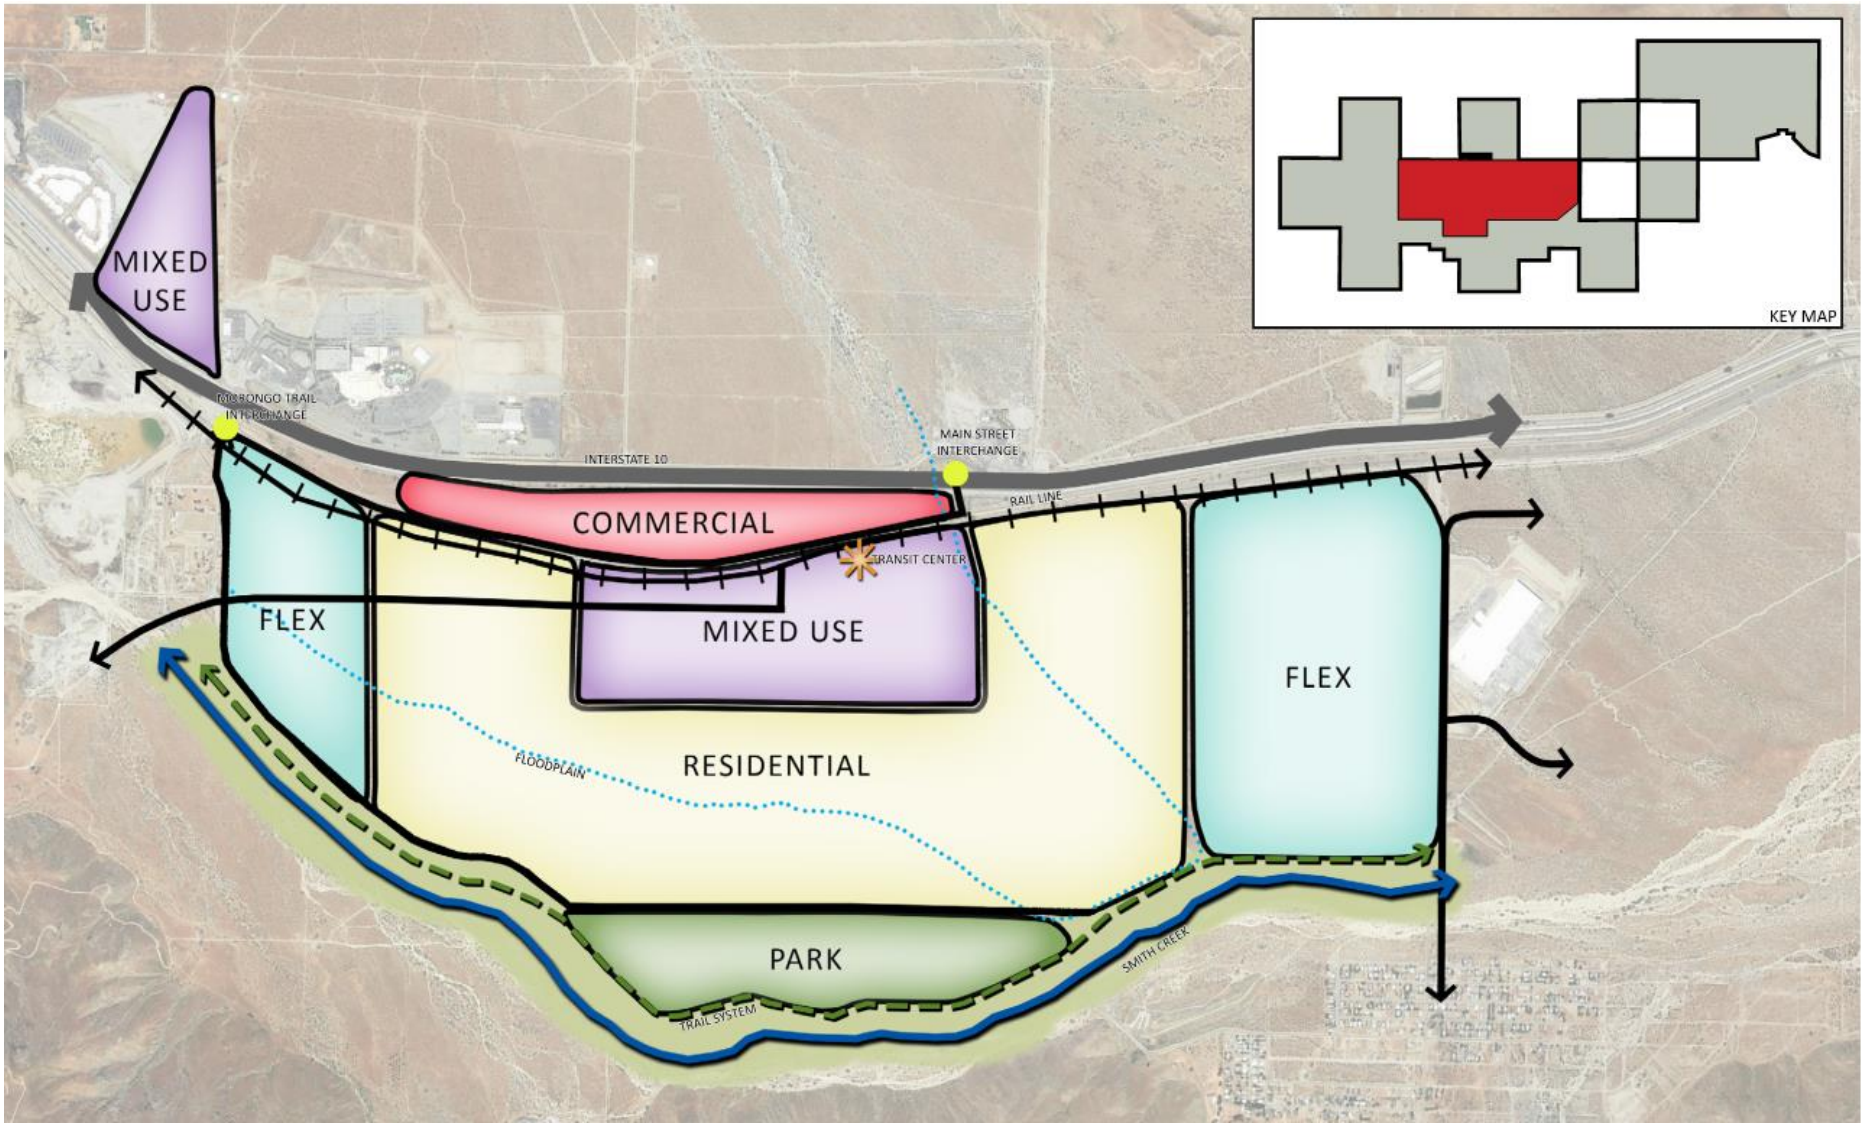 KEY MAP
MIXED
USE
MORONGO TRAIL
INTERCHANGE
INTERSTATE 10
MAIN STREET
INTERCHANGE
RAIL LINE
COMMERCIAL
TRANSIT CENTER
FLEX
MIXED USE
FLEX
RESIDENTIAL
FLOODPLAIN
PARK
SMITH CREEK
TRAIL SYSTEM